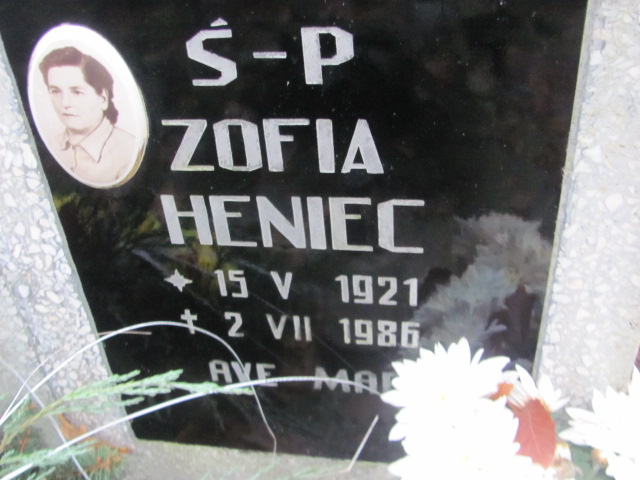 Ś-P
ZOFIA
HENIEC
15 V 1921
2 VII 1986
AVE